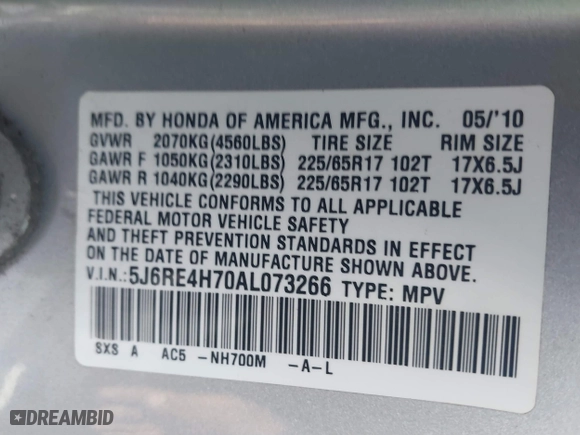 MFD. BY HONDA OF AMERICA MFG., INC. 05/'10
GVWR 2070KG(4560LBS) TIRE SIZE RIM SIZE
GAWR F 1050KG(2310LBS) 225/65R17 102T 17X6.5J
GAWR R 1040KG(2290LBS) 225/65R17 102T 17X6.5J
THIS VEHICLE CONFORMS TO ALL APPLICABLE
FEDERAL MOTOR VEHICLE SAFETY
AND THEFT PREVENTION STANDARDS IN EFFECT
ON THE DATE OF MANUFACTURE SHOWN ABOVE.
V.I.N.:5J6RE4H70AL073266 TYPE: MPV
SXS A AC5 -NH700M -A-L
DREAMBID